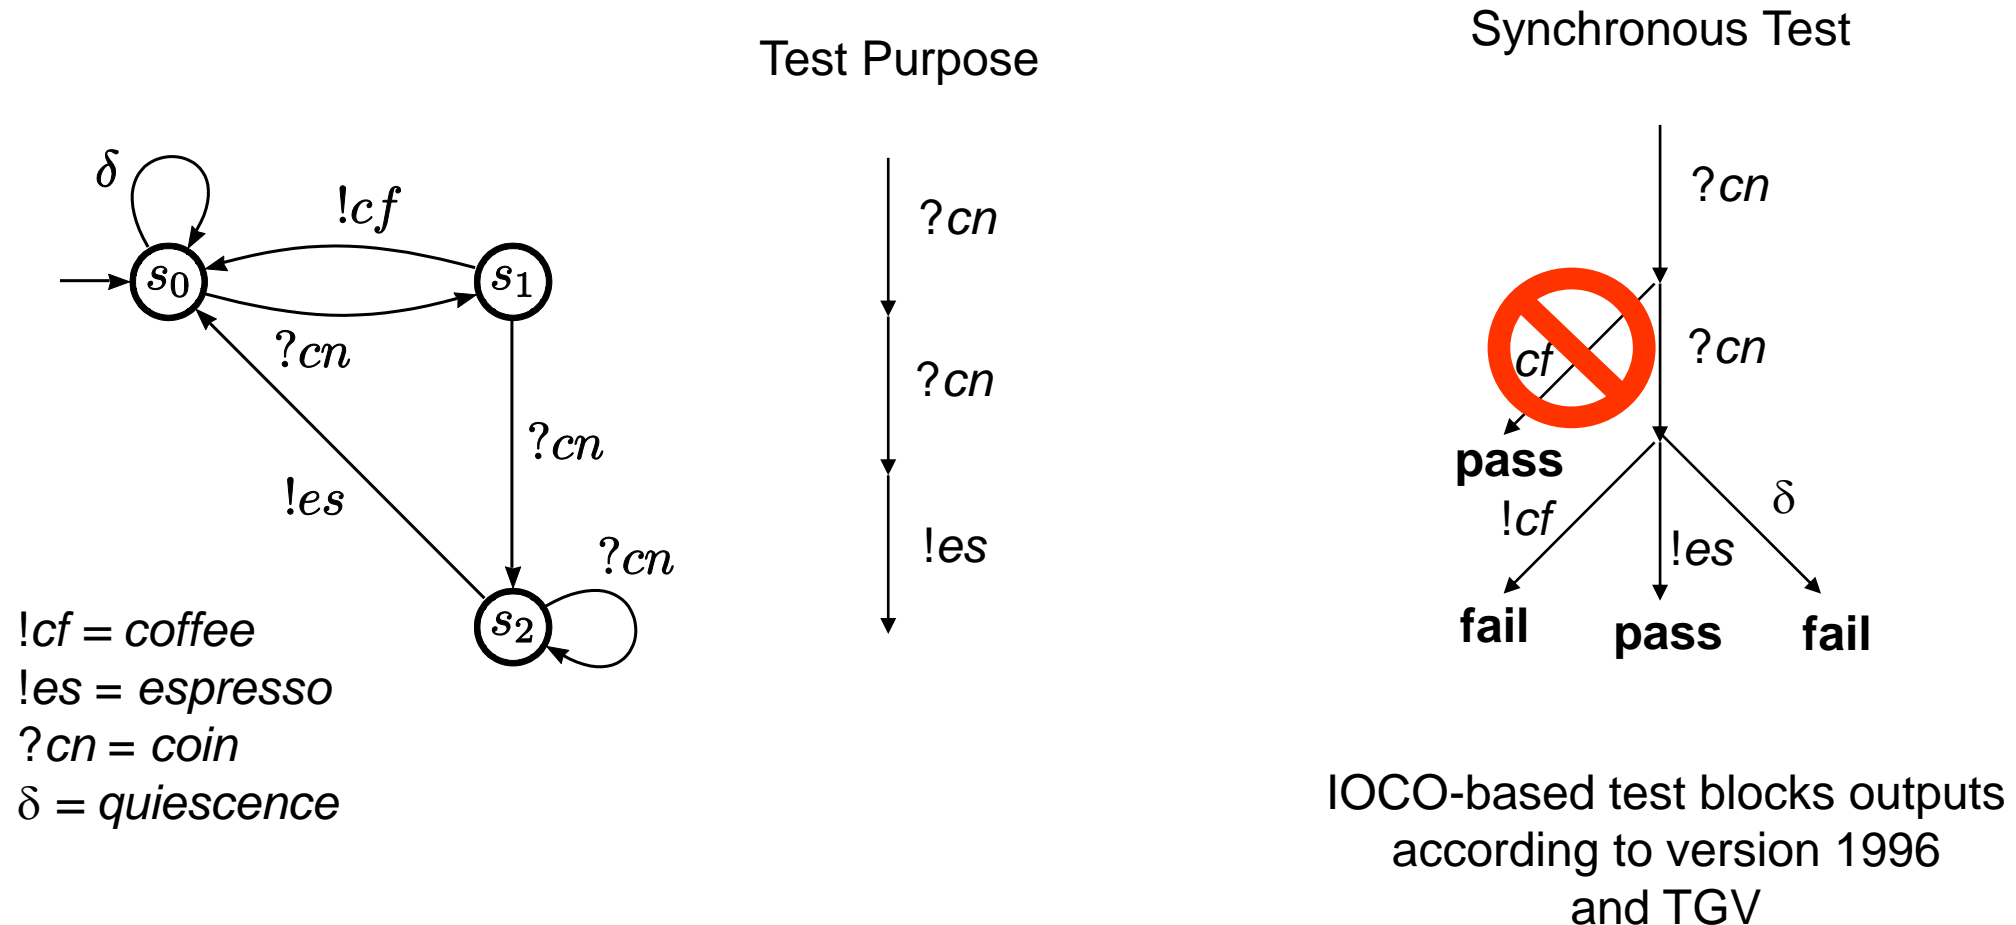 Test Purpose
Synchronous Test
δ
!cf
s0
s1
?cn
?cn
!es
?cn
s2
!cf = coffee
!es = espresso
?cn = coin
δ = quiescence
?cn
?cn
!es
?cn
cf
?cn
pass
!cf
!es
δ
fail
pass
fail
IOCO-based test blocks outputs
according to version 1996
and TGV